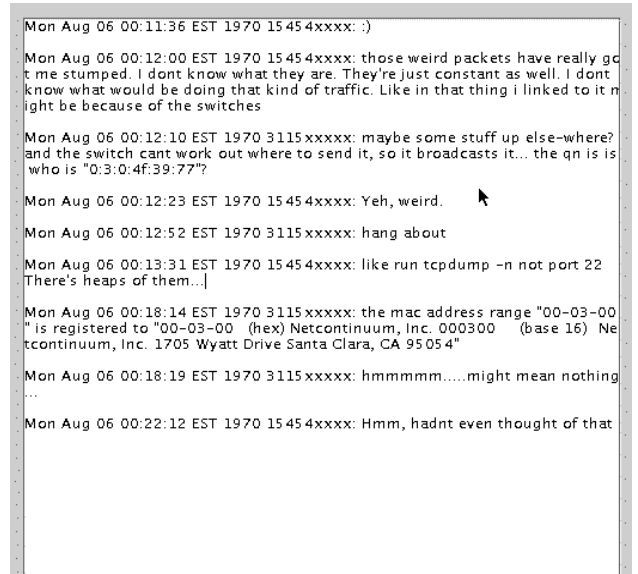 Mon Aug 06 00:11:36 EST 1970 15454xxxx: :)
Mon Aug 06 00:12:00 EST 1970 15454xxxx: those weird packets have really go
t me stumped. I dont know what they are. They're just constant as well. I dont
know what would be doing that kind of traffic. Like in that thing i linked to it m
ight be because of the switches
Mon Aug 06 00:12:10 EST 1970 3115xxxxx: maybe some stuff up else-where?
and the switch cant work out where to send it, so it broadcasts it... the qn is is
who is "0:3:0:4f:39:77"?
Mon Aug 06 00:12:23 EST 1970 15454xxxx: Yeh, weird.
Mon Aug 06 00:12:52 EST 1970 3115xxxxx: hang about
Mon Aug 06 00:13:31 EST 1970 15454xxxx: like run tcpdump -n not port 22
There's heaps of them...
Mon Aug 06 00:18:14 EST 1970 3115xxxxx: the mac address range "00-03-00
" is registered to "00-03-00 (hex) Netcontinuum, Inc. 000300 (base 16) Ne
tcontinuum, Inc. 1705 Wyatt Drive Santa Clara, CA 95054"
Mon Aug 06 00:18:19 EST 1970 3115xxxxx: hmmmmm.....might mean nothing
...
Mon Aug 06 00:22:12 EST 1970 15454xxxx: Hmm, hadnt even thought of that